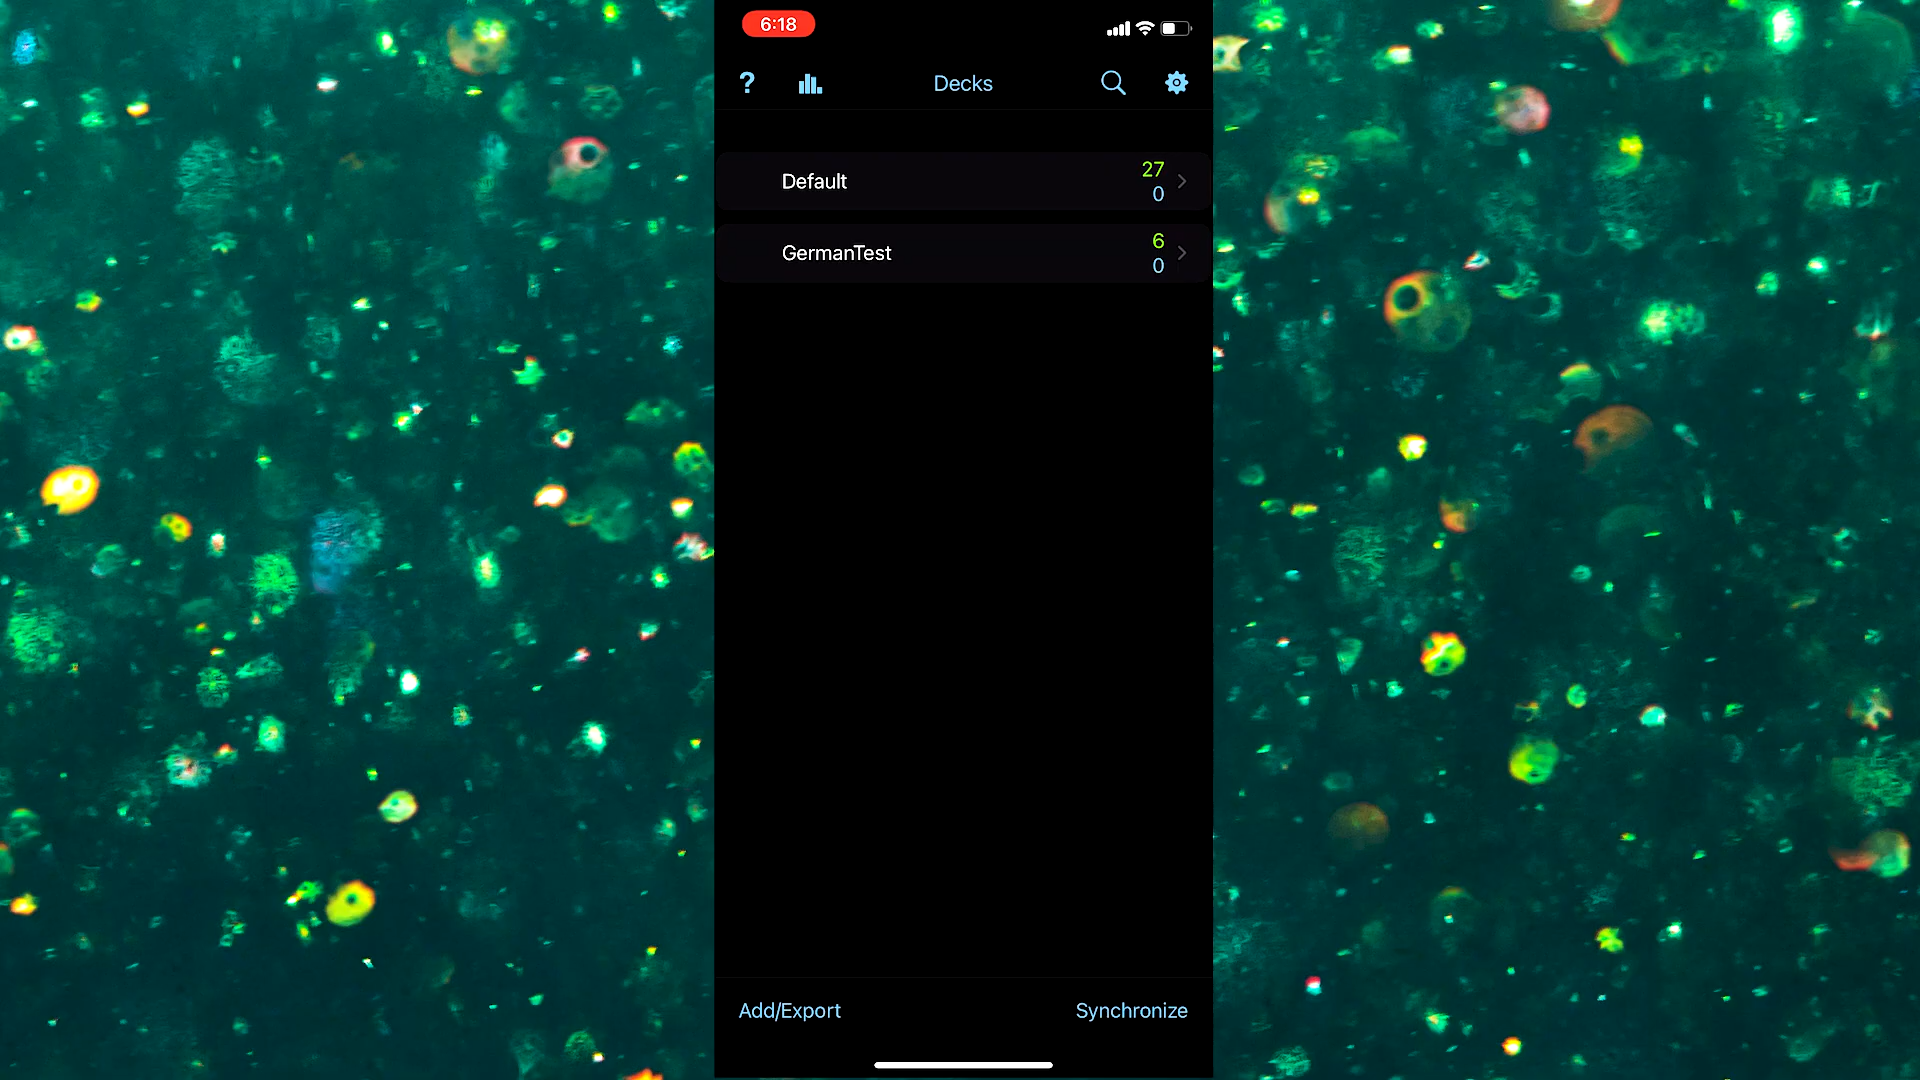 6:18
? Decks
Default 27
0
GermanTest 6
0
Add/Export Synchronize